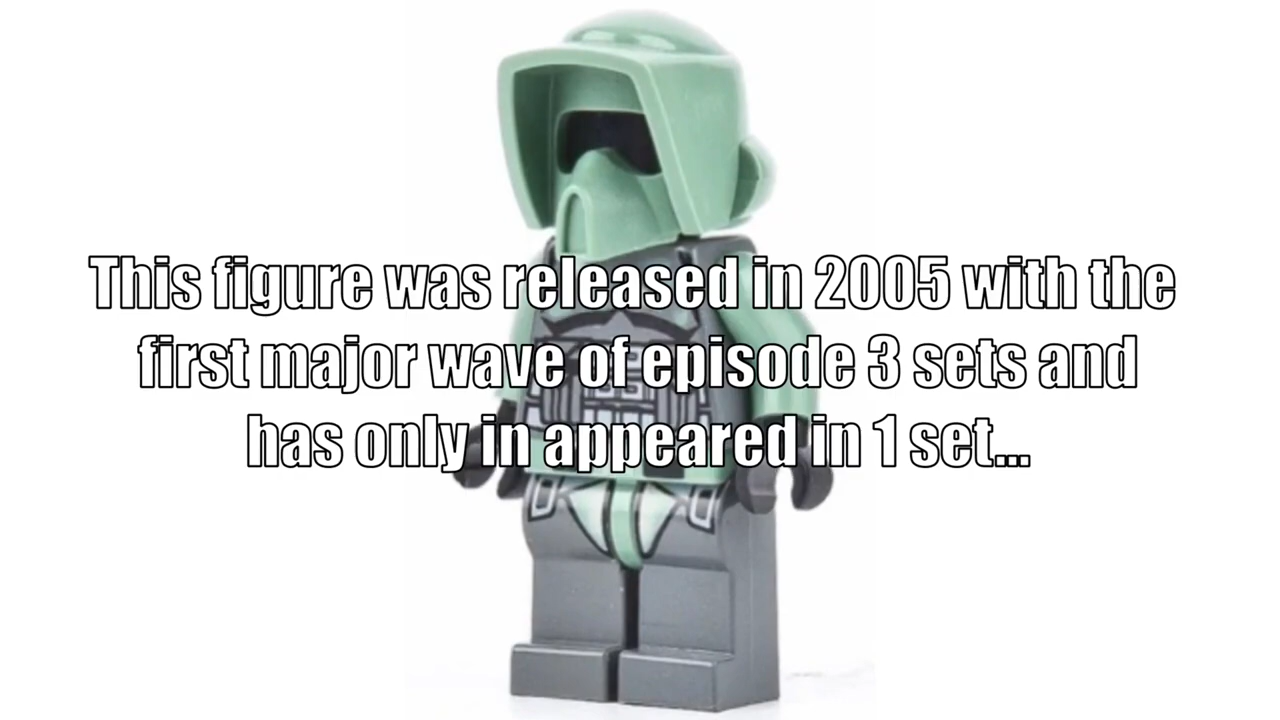 This figure was released in 2005 with the
first major wave of episode 3 sets and
has only in appeared in 1 set...